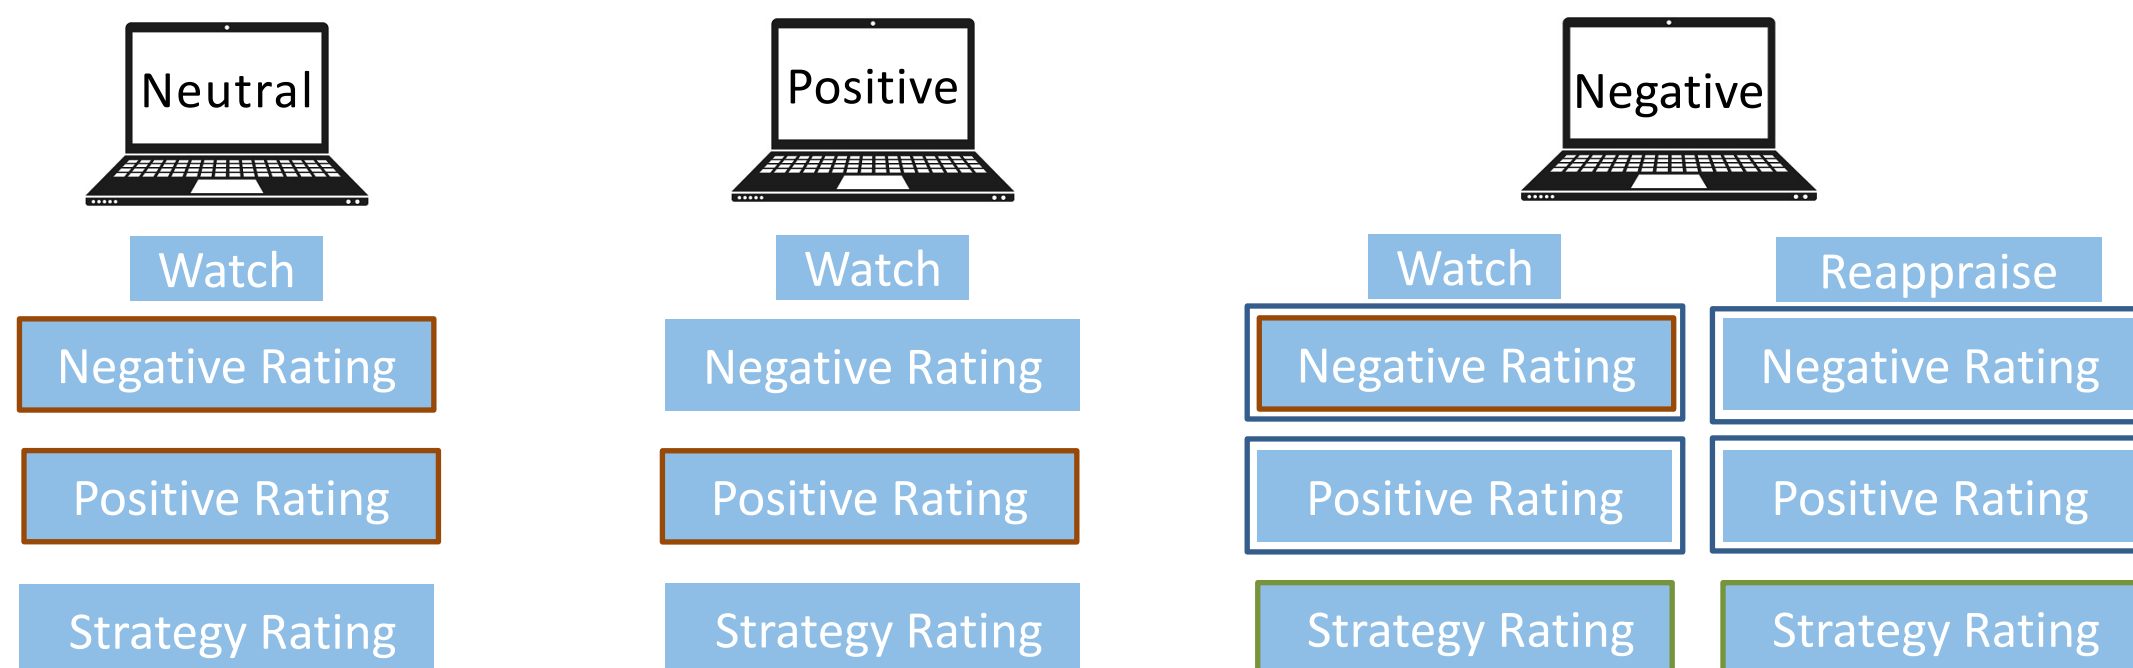 Neutral
Positive
Negative
Watch
Watch
Watch
Reappraise
Negative Rating
Negative Rating
Negative Rating
Negative Rating
Positive Rating
Positive Rating
Positive Rating
Positive Rating
Strategy Rating
Strategy Rating
Strategy Rating
Strategy Rating